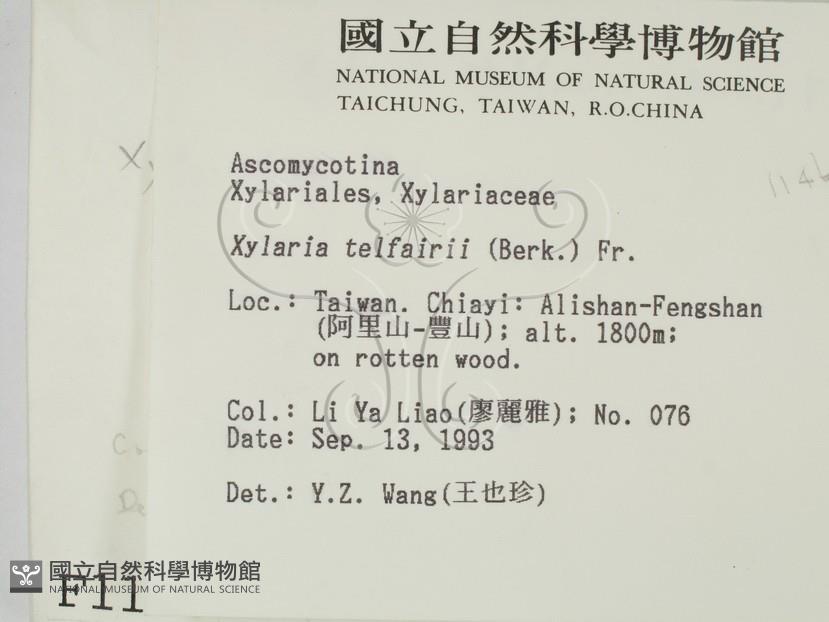 國立自然科學博物館
NATIONAL MUSEUM OF NATURAL SCIENCE
TAICHUNG, TAIWAN, R.O.CHINA
Ascomycotina
Xylariales, Xylariaceae
Xylaria telfairii (Berk.) Fr.
Loc.: Taiwan. Chiayi: Alishan-Fengshan
(阿里山-豐山); alt. 1800m;
on rotten wood.
Col.: Li Ya Liao(廖麗雅); No. 076
Date: Sep. 13, 1993
Det.: Y.Z. Wang(王也珍)
國立自然科學博物館
NATIONAL MUSEUM OF NATURAL SCIENCE
F11